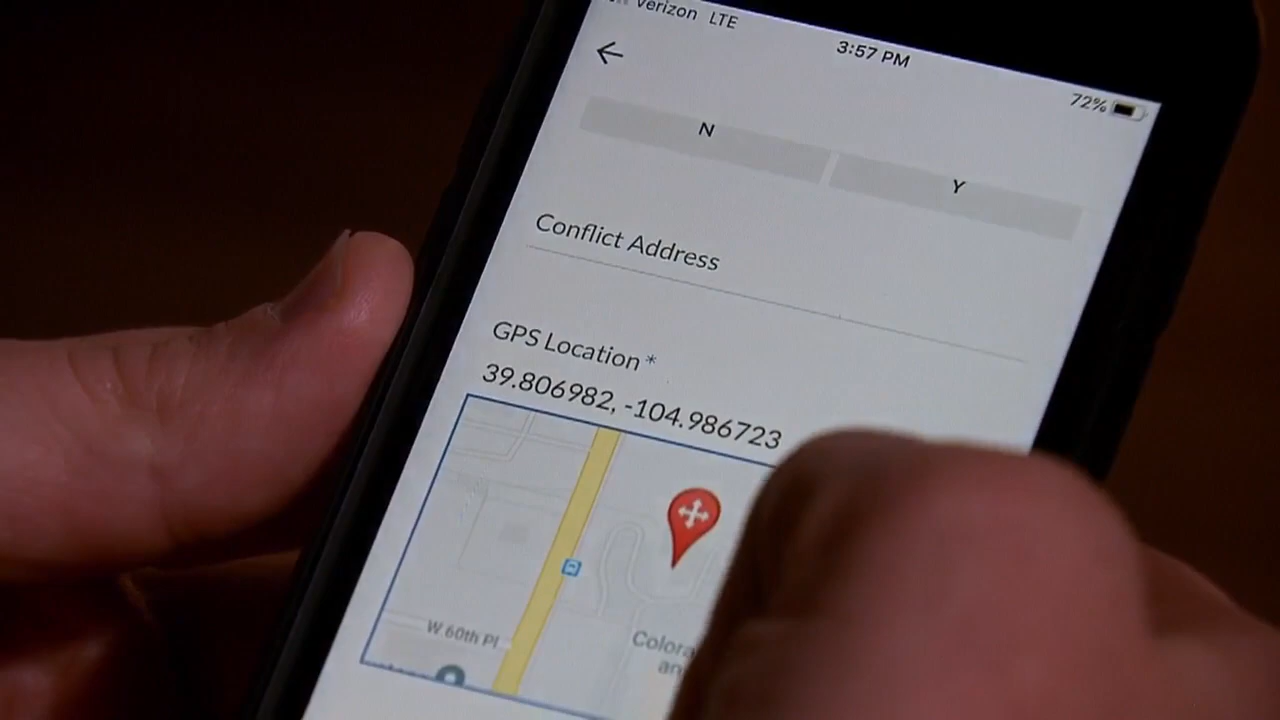 verizon LTE
3:57 PM
72%
N
Y
Conflict Address
GPS Location *
39.806982, -104.986723
W 60th Pl